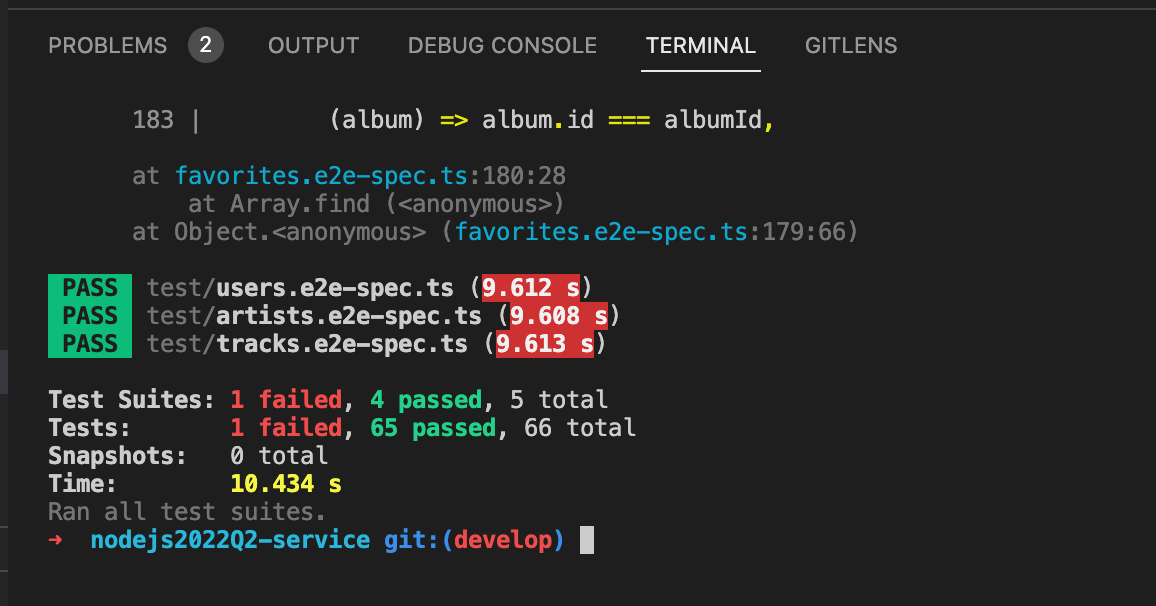 PROBLEMS 2 OUTPUT DEBUG CONSOLE TERMINAL GITLENS
183 | (album) => album.id === albumId,
at favorites.e2e-spec.ts:180:28
at Array.find (<anonymous>)
at Object.<anonymous> (favorites.e2e-spec.ts:179:66)
PASS test/users.e2e-spec.ts (9.612 s)
PASS test/artists.e2e-spec.ts (9.608 s)
PASS test/tracks.e2e-spec.ts (9.613 s)
Test Suites: 1 failed, 4 passed, 5 total
Tests: 1 failed, 65 passed, 66 total
Snapshots: 0 total
Time: 10.434 s
Ran all test suites.
→ nodejs2022Q2-service git:(develop)